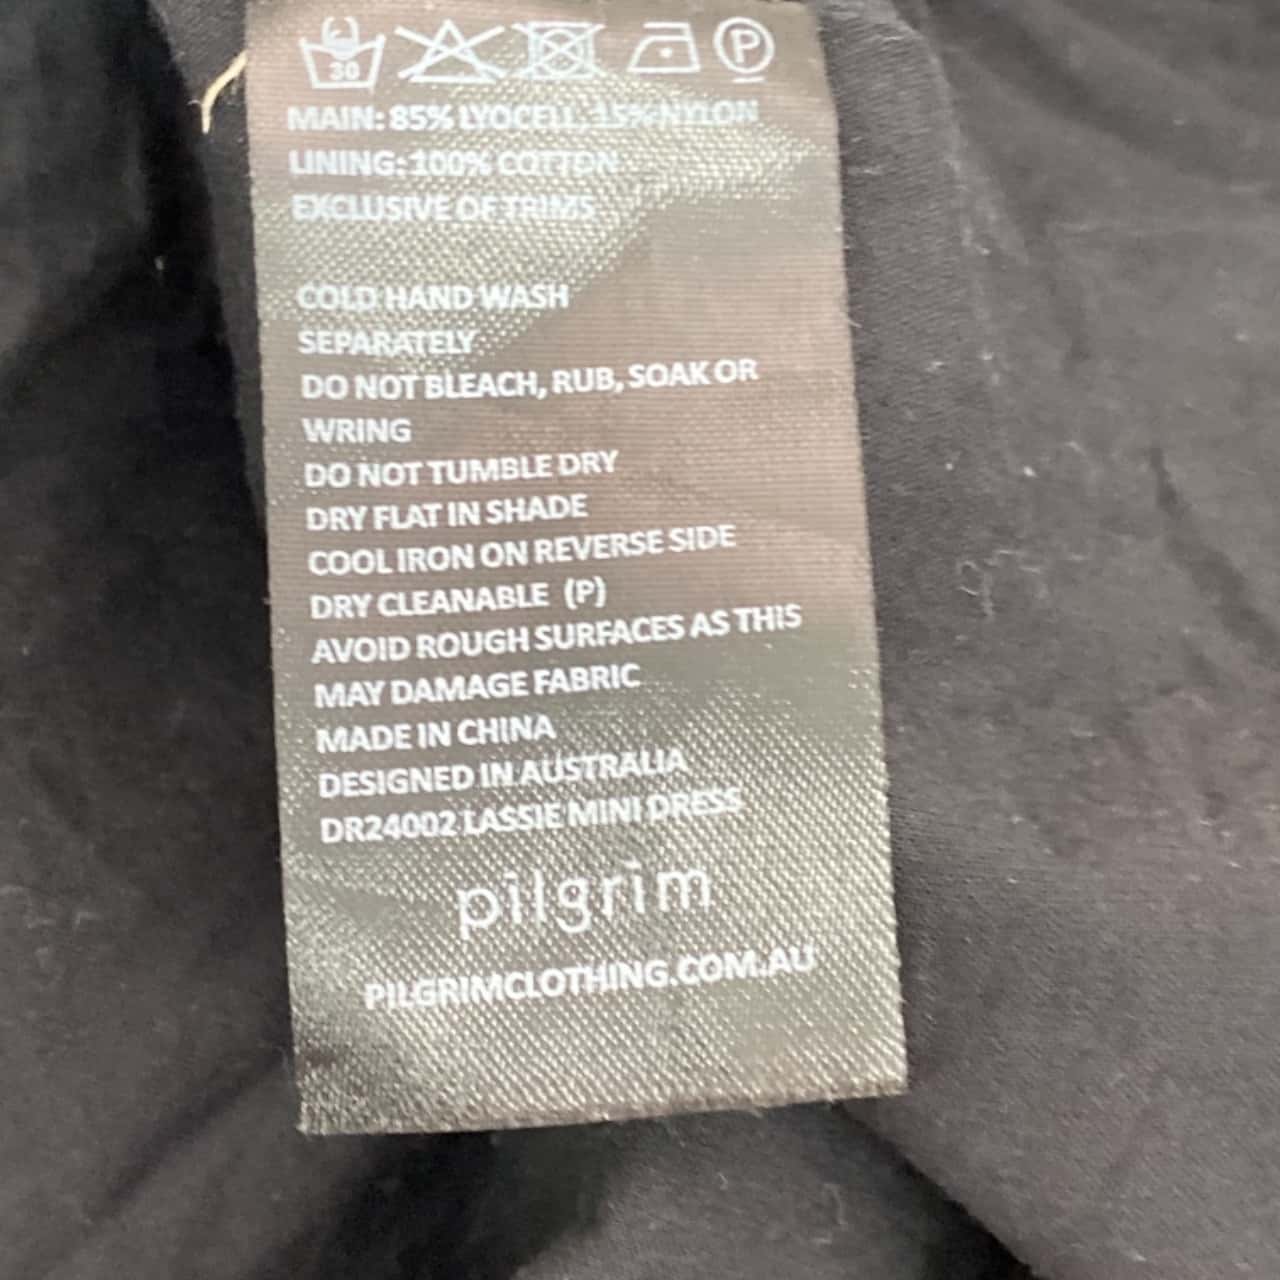 30 P
MAIN: 85% LYOCELL, 15% NYLON
LINING: 100% COTTON
EXCLUSIVE OF TRIMS
COLD HAND WASH
SEPARATELY
DO NOT BLEACH, RUB, SOAK OR
WRING
DO NOT TUMBLE DRY
DRY FLAT IN SHADE
COOL IRON ON REVERSE SIDE
DRY CLEANABLE (P)
AVOID ROUGH SURFACES AS THIS
MAY DAMAGE FABRIC
MADE IN CHINA
DESIGNED IN AUSTRALIA
DR24002 LASSIE MINI DRESS
pilgrim
PILGRIMCLOTHING.COM.AU